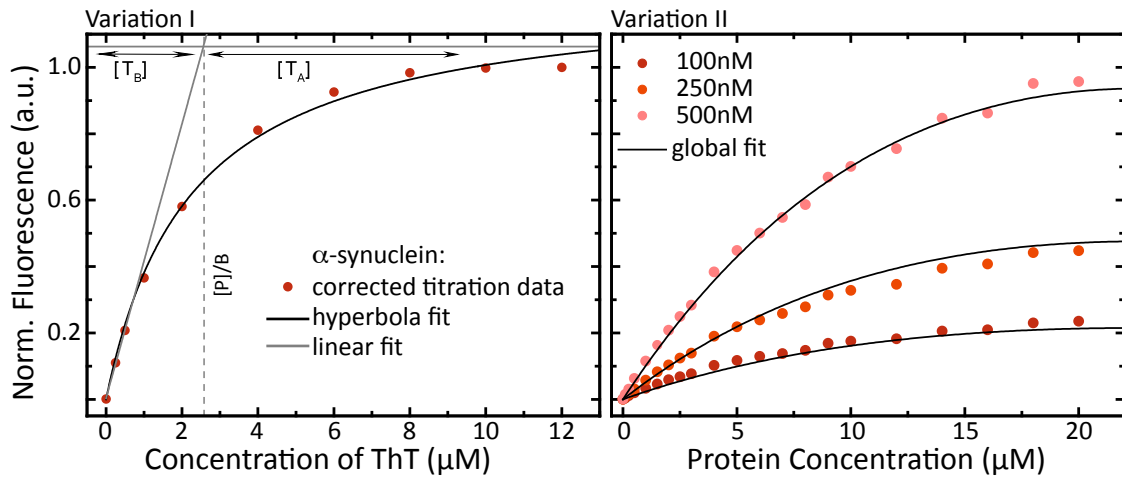 Variation I
Norm. Fluorescence (a.u.)
1.0
0.6
0.2
[T_B]
[T_A]
[P]/B
α-synuclein:
corrected titration data
hyperbola fit
linear fit
0 2 4 6 8 10 12
Concentration of ThT (μM)
Variation II
100nM
250nM
500nM
global fit
0 5 10 15 20
Protein Concentration (μM)